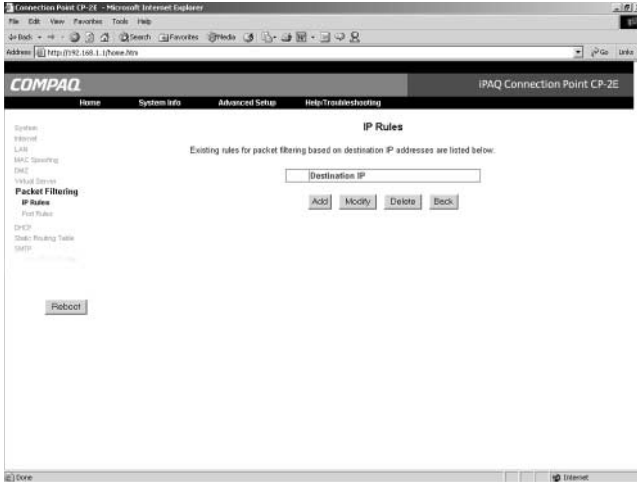 Connection Point CP-2E - Microsoft Internet Explorer
File Edit View Favorites Tools Help
Back Search Favorites Media
Address http://192.168.1.1/home.htm Go Links
COMPAQ iPAQ Connection Point CP-2E
Home System Info Advanced Setup Help/Troubleshooting
System
Internet
LAN
MAC Spoofing
DMZ
Virtual Server
Packet Filtering
IP Rules
Port Rules
DHCP
Static Routing Table
SMTP
Reboot
IP Rules
Existing rules for packet filtering based on destination IP addresses are listed below.
Destination IP
Add Modify Delete Back
Done Internet